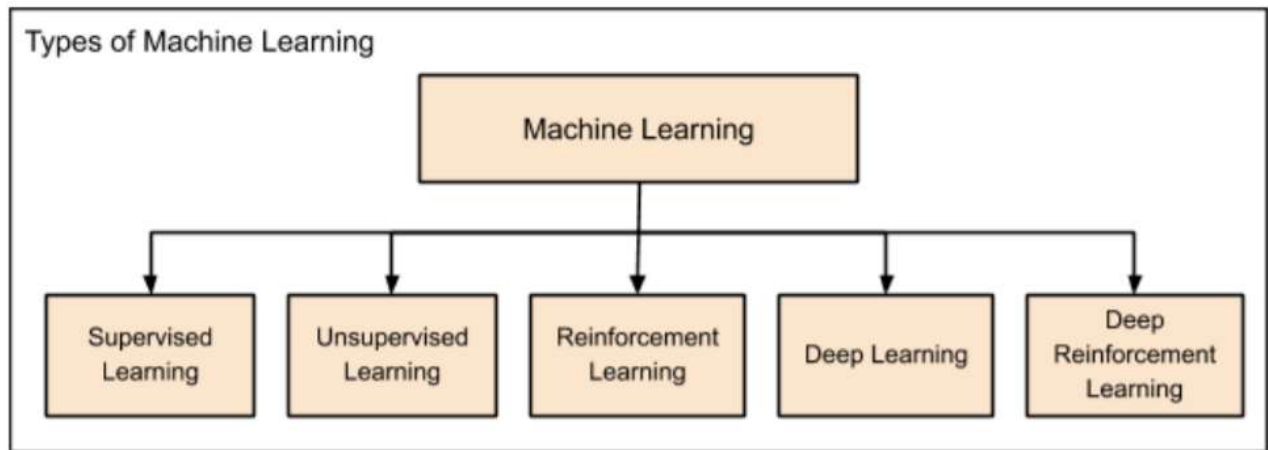 Types of Machine Learning
Machine Learning
Supervised
Learning
Unsupervised
Learning
Reinforcement
Learning
Deep Learning
Deep
Reinforcement
Learning